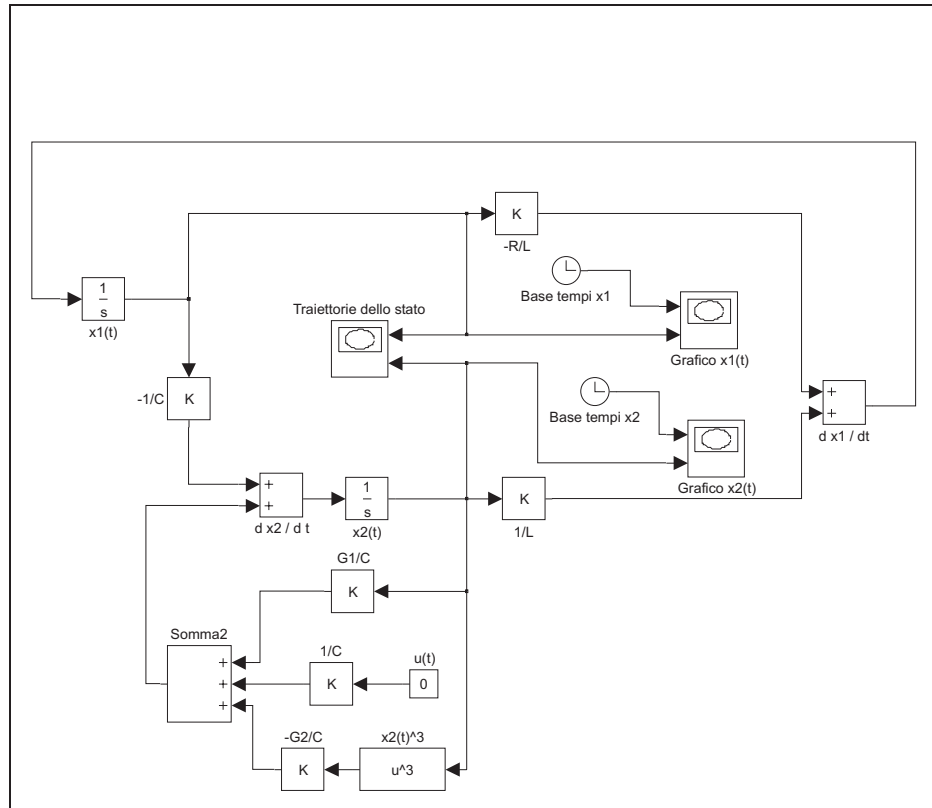 K
-R/L
Base tempi x1
1
s
x1(t)
Traiettorie dello stato
Grafico x1(t)
-1/C
K
Base tempi x2
+
+
d x1 / dt
+
+
d x2 / d t
1
s
x2(t)
K
1/L
Grafico x2(t)
G1/C
K
Somma2
+
+
+
1/C
K
u(t)
0
-G2/C
K
x2(t)^3
u^3